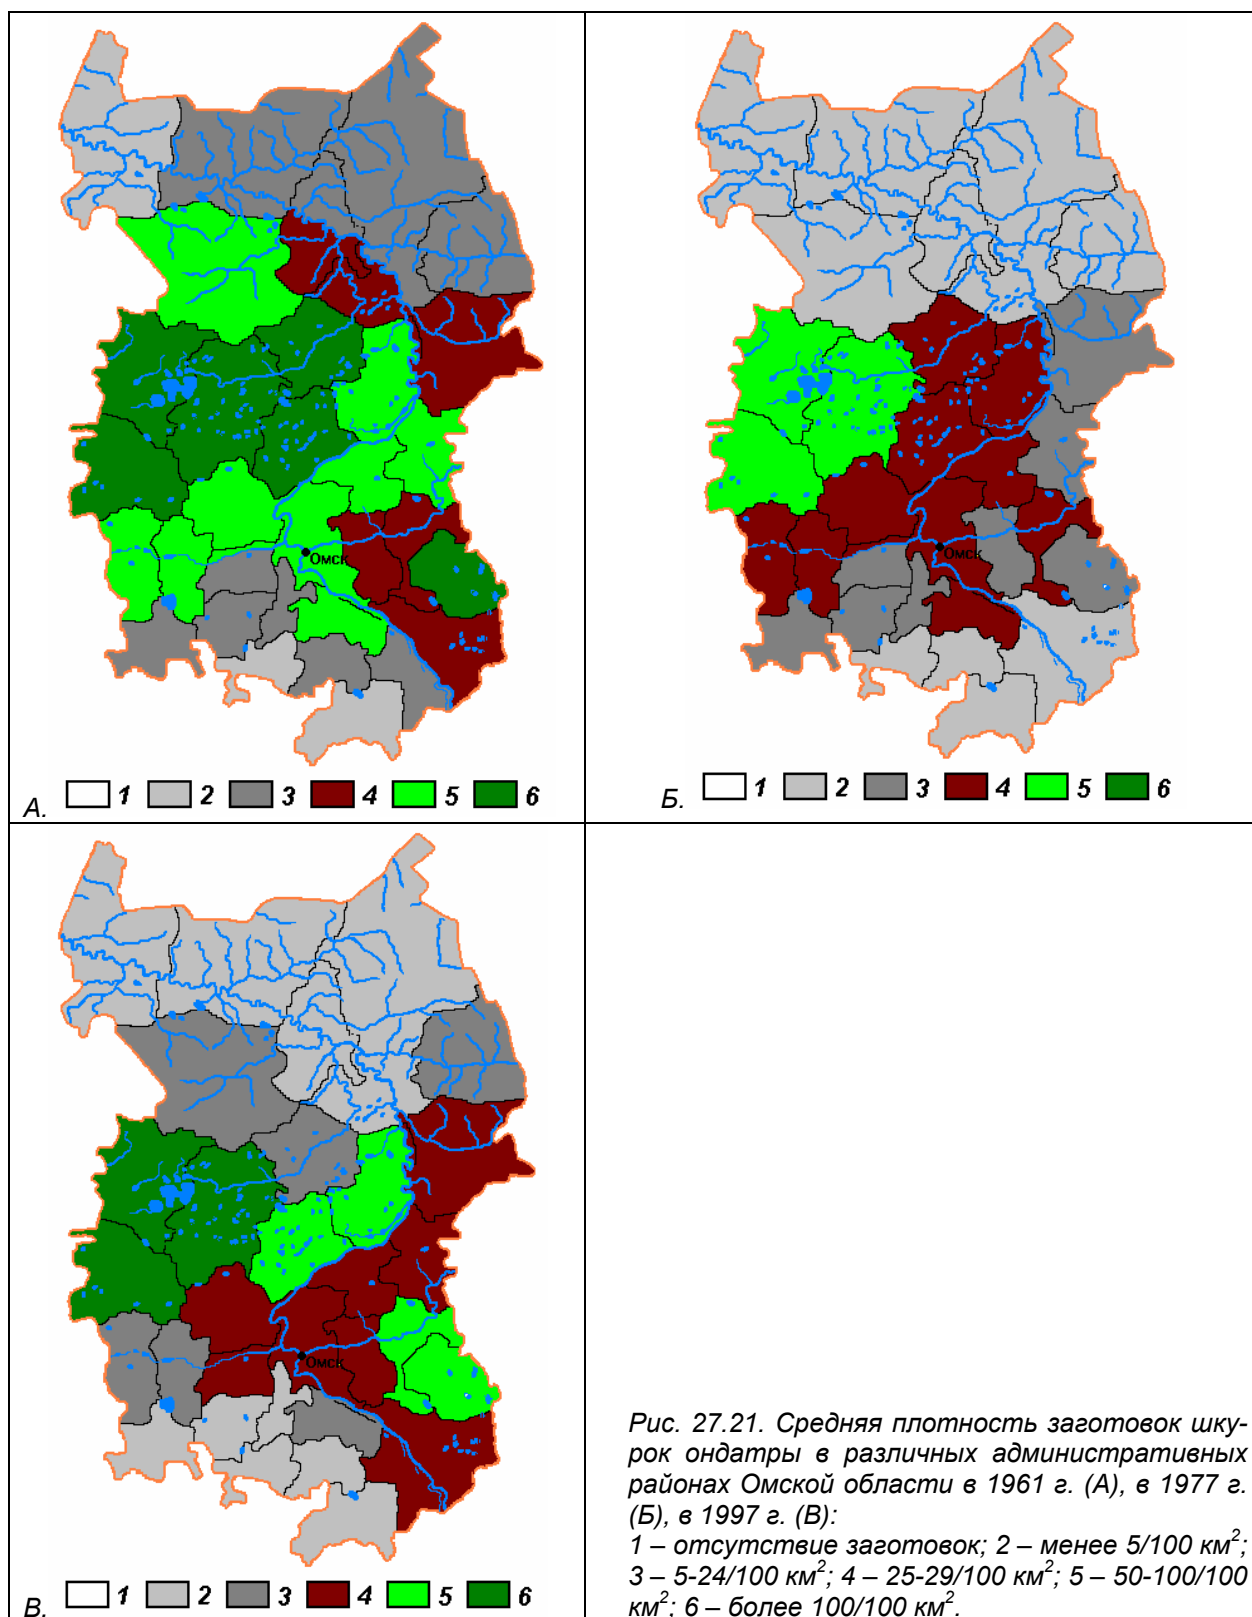 Омск
А. 1 2 3 4 5 6
Омск
Б. 1 2 3 4 5 6
Омск
В. 1 2 3 4 5 6
Рис. 27.21. Средняя плотность заготовок шку-
рок ондатры в различных административных
районах Омской области в 1961 г. (А), в 1977 г.
(Б), в 1997 г. (В):
1 – отсутствие заготовок; 2 – менее 5/100 км²;
3 – 5-24/100 км²; 4 – 25-29/100 км²; 5 – 50-100/100
км²; 6 – более 100/100 км².